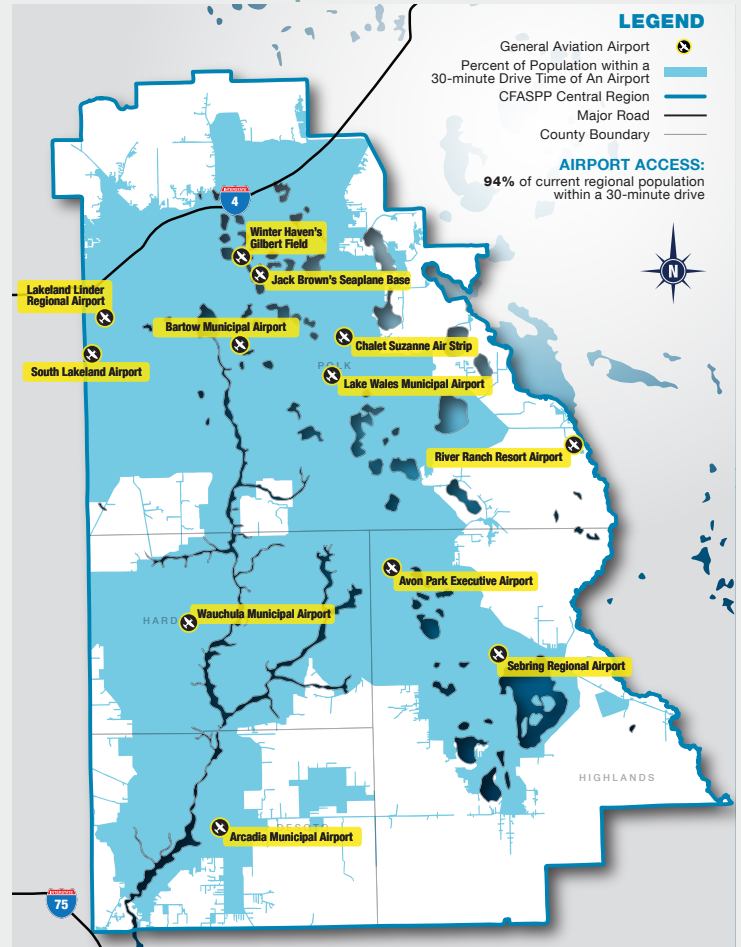 LEGEND
General Aviation Airport
Percent of Population within a
30-minute Drive Time of An Airport
CFASPP Central Region
Major Road
County Boundary
AIRPORT ACCESS:
94% of current regional population
within a 30-minute drive
N
INTERSTATE
4
Winter Haven's
Gilbert Field
Jack Brown's Seaplane Base
Lakeland Linder
Regional Airport
Bartow Municipal Airport
Chalet Suzanne Air Strip
South Lakeland Airport
POLK
Lake Wales Municipal Airport
River Ranch Resort Airport
Avon Park Executive Airport
HARD
Wauchula Municipal Airport
Sebring Regional Airport
HIGHLANDS
DESOTO
Arcadia Municipal Airport
INTERSTATE
75